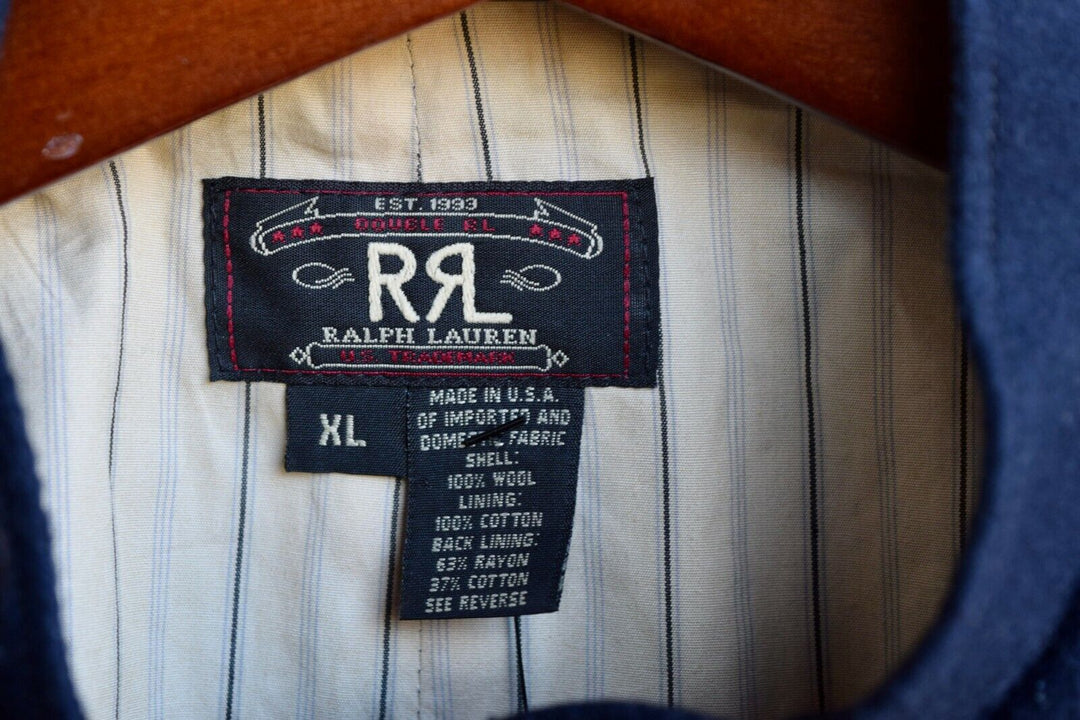 EST. 1993
DOUBLE RL
RRL
RALPH LAUREN
U.S. TRADEMARK
XL
MADE IN U.S.A.
OF IMPORTED AND
DOMESTIC FABRIC
SHELL:
100% WOOL
LINING:
100% COTTON
BACK LINING:
63% RAYON
37% COTTON
SEE REVERSE